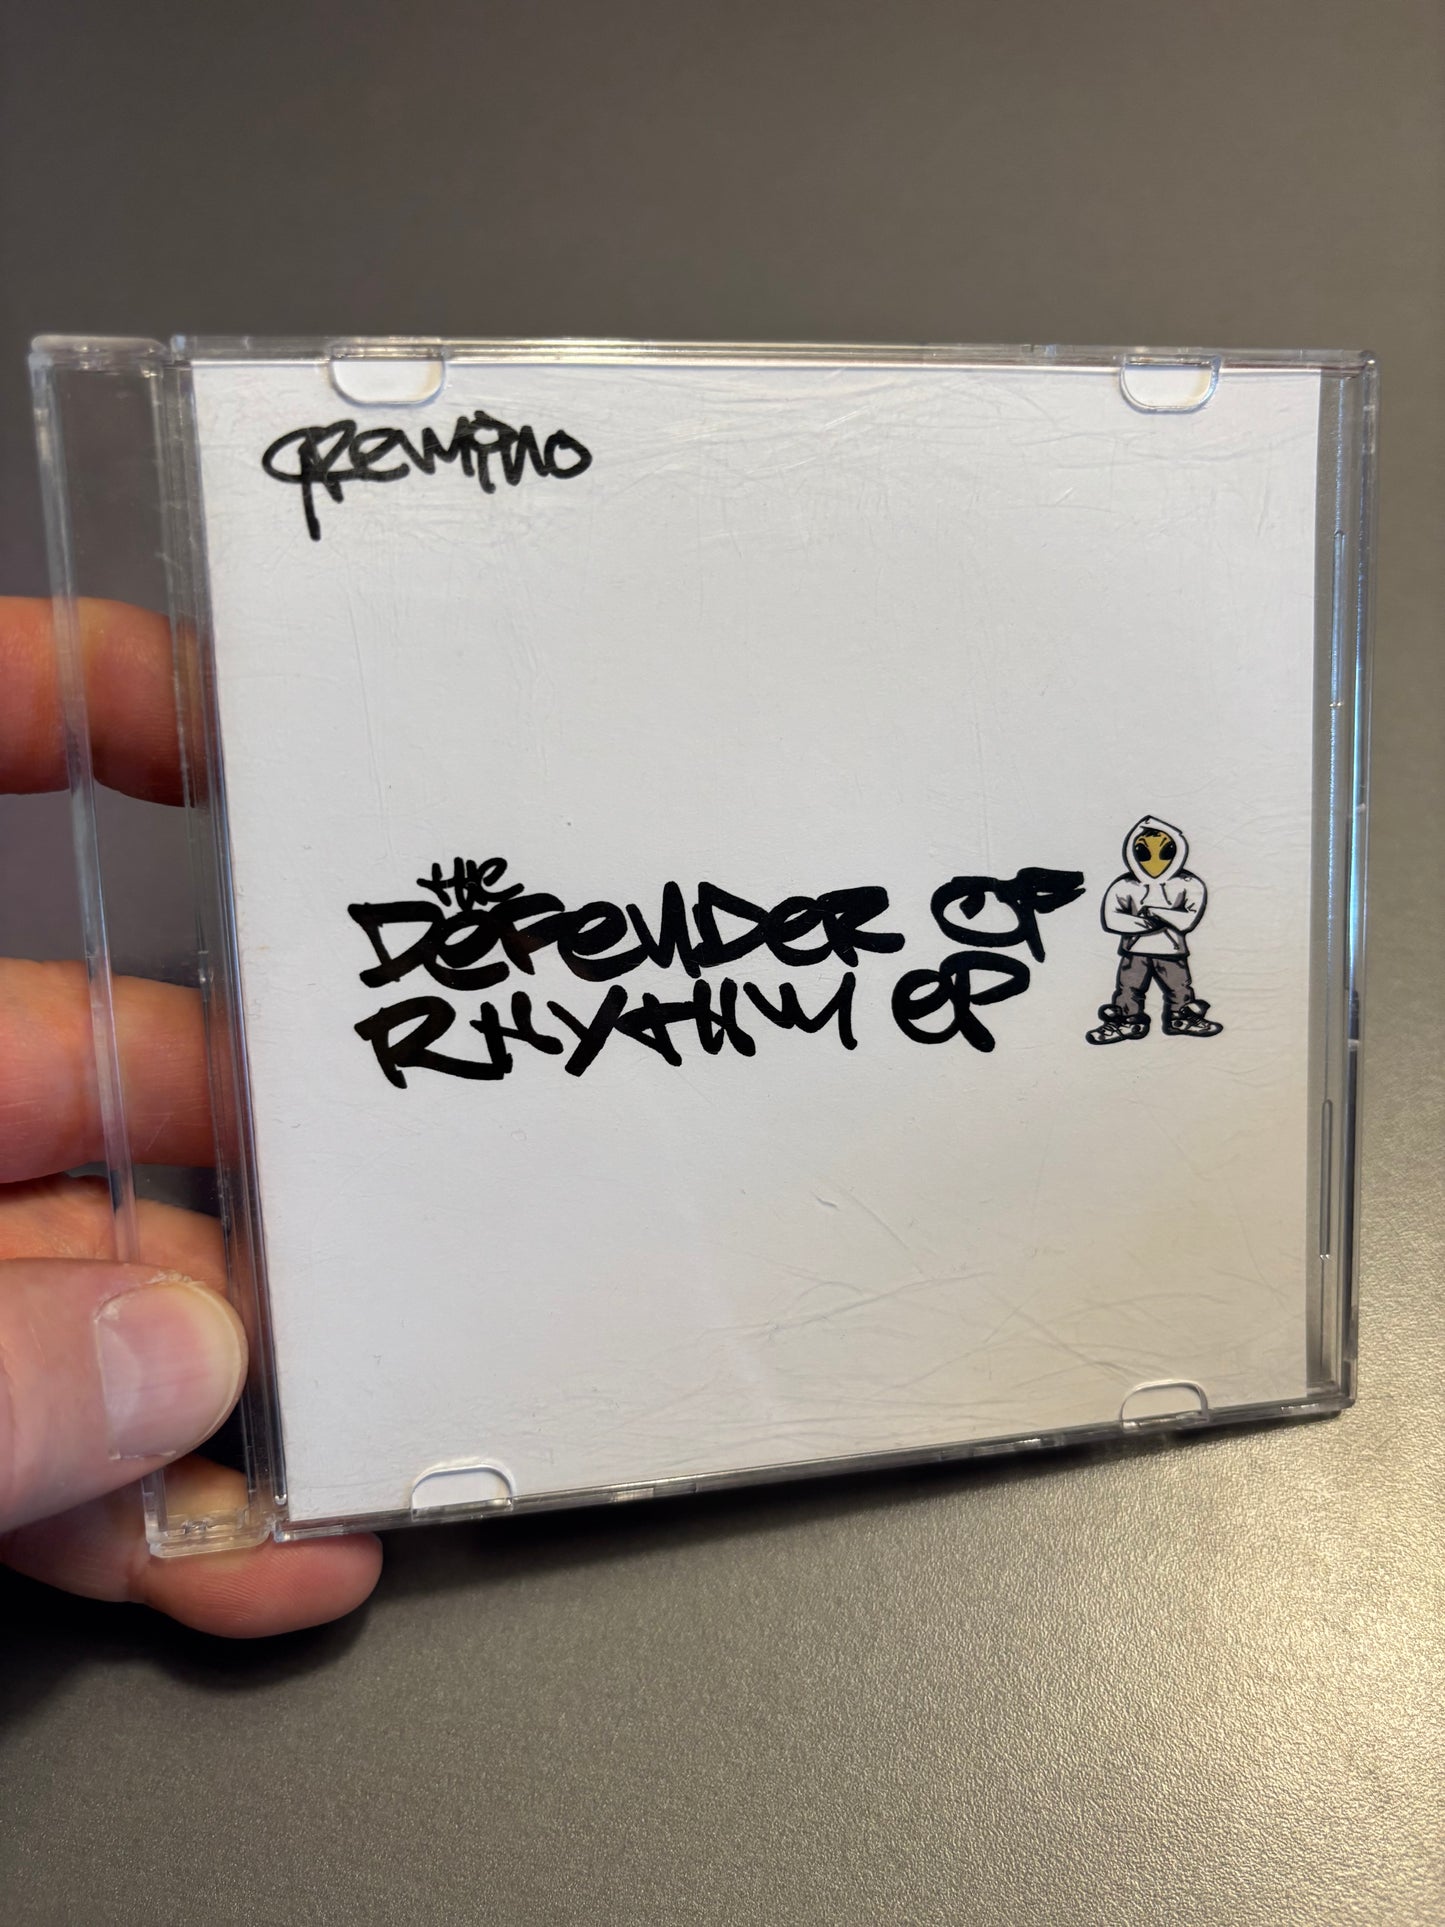 GREMINO
THE
DEFENDER OF
RHYTHM EP